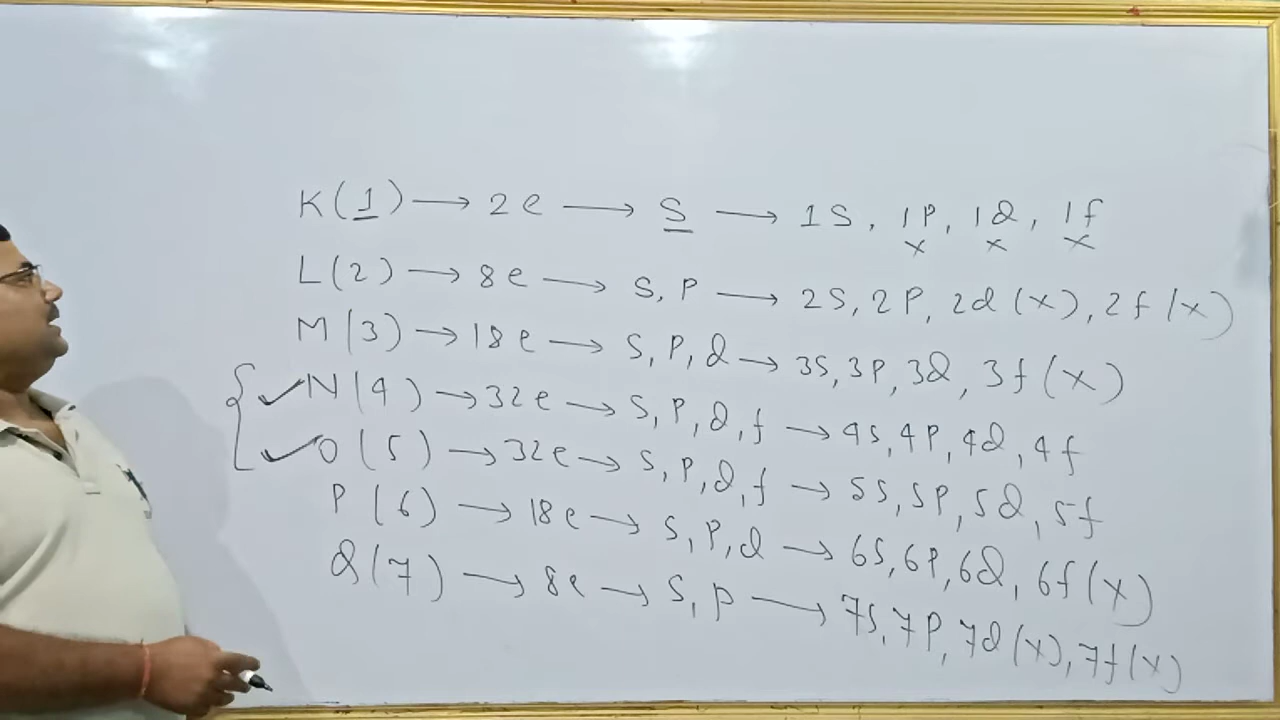 K(1) → 2e → S → 1S, 1P, 1d, 1f
x x x
L(2) → 8e → S, P → 2S, 2P, 2d(x), 2f(x)
M(3) → 18e → S, P, d → 3S, 3P, 3d, 3f(x)
{ ✓ N(4) → 32e → S, P, d, f → 4S, 4P, 4d, 4f
✓ O(5) → 32e → S, P, d, f → 5S, 5P, 5d, 5f
P(6) → 18e → S, P, d → 6S, 6P, 6d, 6f(x)
Q(7) → 8e → S, P → 7S, 7P, 7d(x), 7f(x)